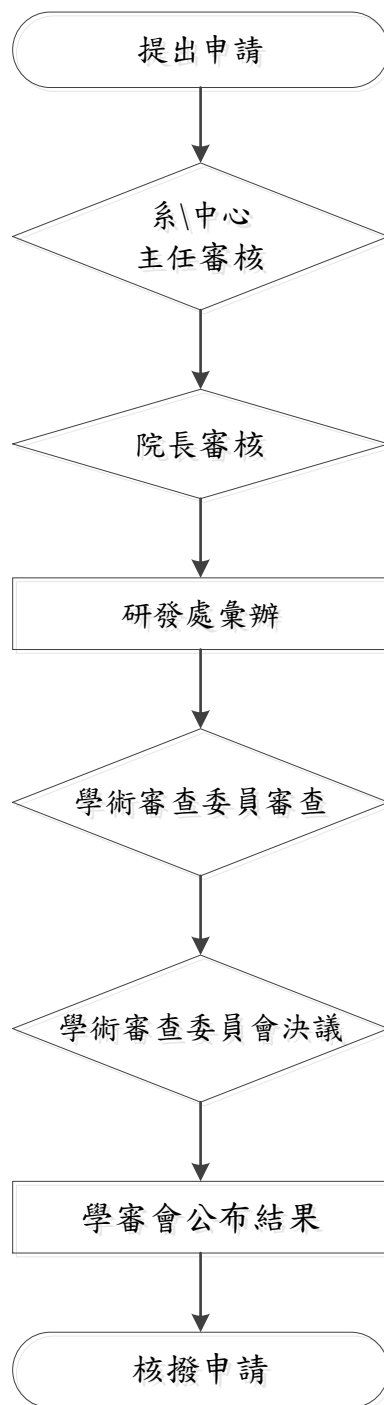 提出申請
系\中心
主任審核
院長審核
研發處彙辦
學術審查委員審查
學術審查委員會決議
學審會公布結果
核撥申請